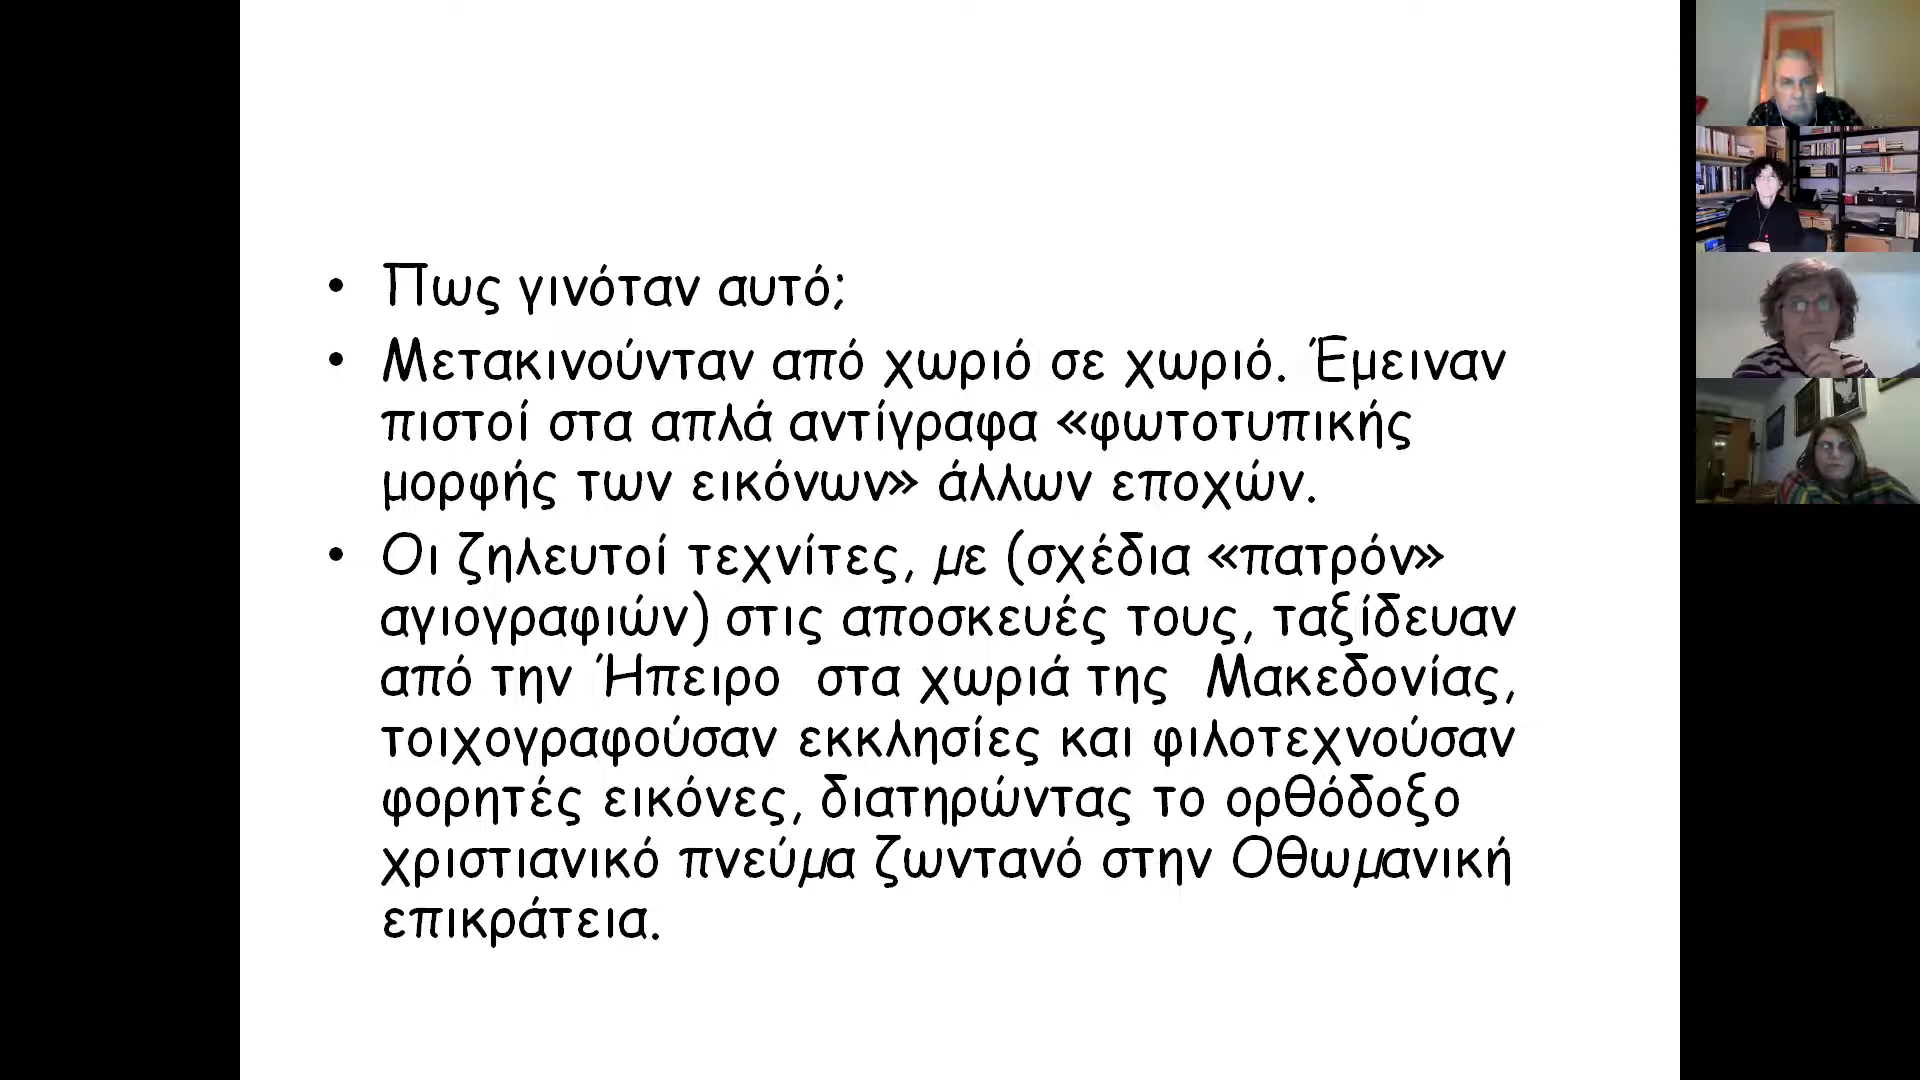 • Πως γινόταν αυτό;
• Μετακινούνταν από χωριό σε χωριό. Έμειναν
πιστοί στα απλά αντίγραφα «φωτοτυπικής
μορφής των εικόνων» άλλων εποχών.
• Οι ζηλευτοί τεχνίτες, με (σχέδια «πατρόν»
αγιογραφιών) στις αποσκευές τους, ταξίδευαν
από την Ήπειρο στα χωριά της Μακεδονίας,
τοιχογραφούσαν εκκλησίες και φιλοτεχνούσαν
φορητές εικόνες, διατηρώντας το ορθόδοξο
χριστιανικό πνεύμα ζωντανό στην Οθωμανική
επικράτεια.